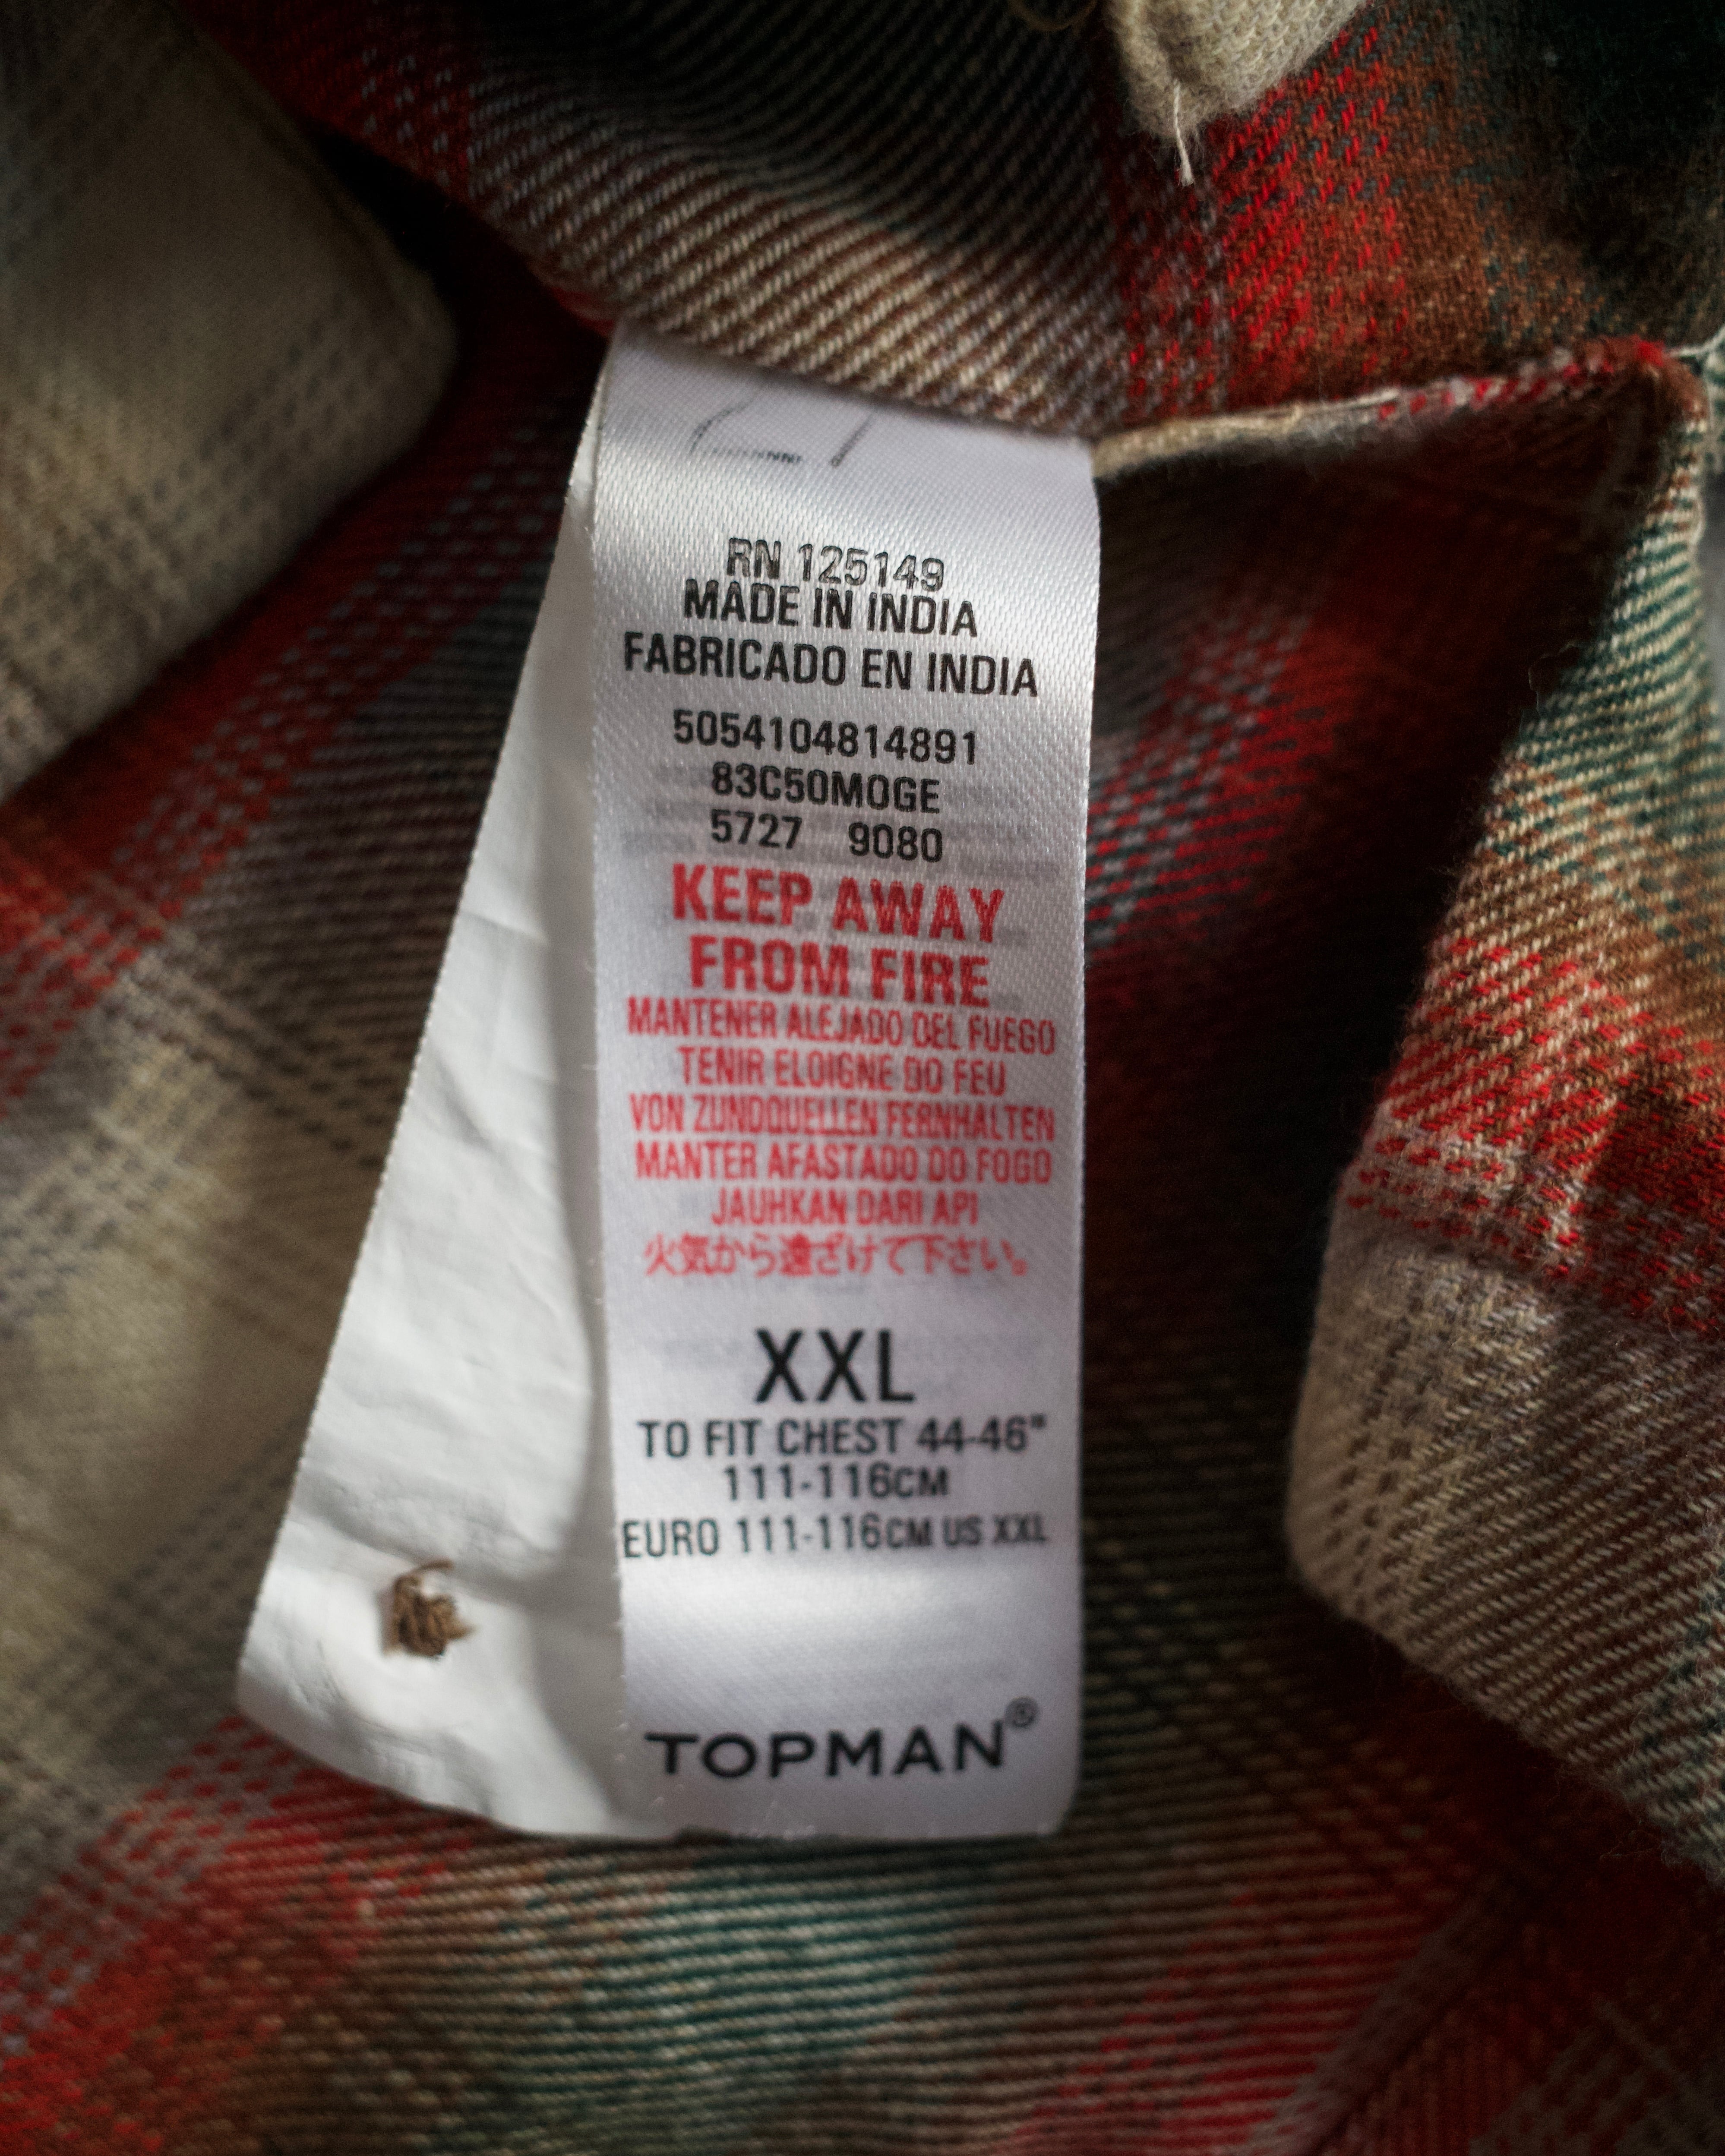 RN 125149
MADE IN INDIA
FABRICADO EN INDIA
5054104814891
83C50MOGE
5727 9080
KEEP AWAY
FROM FIRE
MANTENER ALEJADO DEL FUEGO
TENIR ELOIGNE DO FEU
VON ZUNDQUELLEN FERNHALTEN
MANTER AFASTADO DO FOGO
JAUHKAN DARI API
火気から遠ざけて下さい。
XXL
TO FIT CHEST 44-46"
111-116CM
EURO 111-116CM US XXL
TOPMAN®